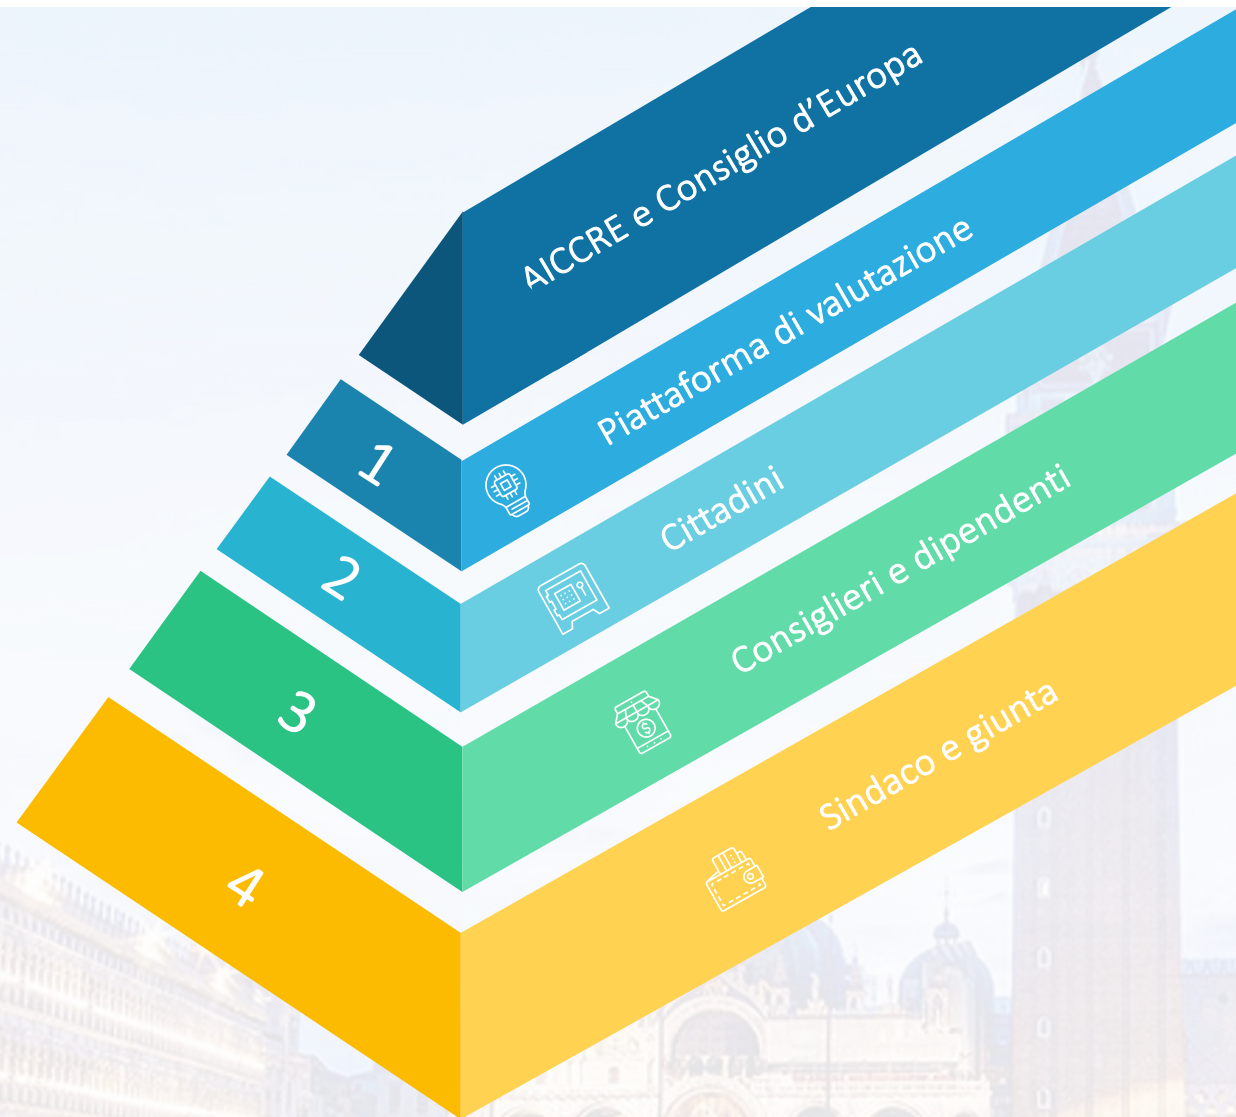 AICCRE e Consiglio d’Europa
1
Piattaforma di valutazione
2
Cittadini
3
Consiglieri e dipendenti
4
Sindaco e giunta